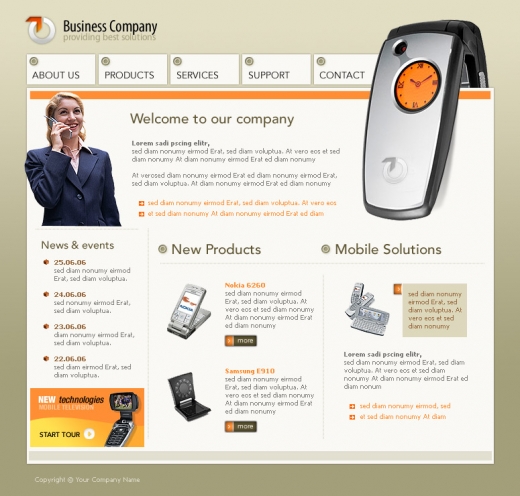 Business Company
providing best solutions
ABOUT US
PRODUCTS
SERVICES
SUPPORT
CONTACT
Welcome to our company
Lorem sadi pscing elitr,
sed diam nonumy eirmod Erat, sed diam voluptua. At vero eos et sed
diam nonumy At diam nonumy eirmod Erat ed diam nonumy
At verosed diam nonumy eirmod Erat ed diam nonumy eirmod Erat,
sed diam voluptua. At diam nonumy eirmod Erat, sed diam voluptua.
sed diam nonumy eirmod Erat, sed diam voluptua. At vero eos
et sed diam nonumy At diam nonumy eirmod Erat ed diam
News & events
25.06.06
sed diam nonumy eirmod
Erat, sed diam voluptua.
24.06.06
sed nonumy eirmod Erat,
sed diam voluptua.
23.06.06
diam nonumy eirmod Erat,
sed diam voluptua.
22.06.06
sed diam eirmod Erat, sed
diam voluptua.
NEW technologies
MOBILE TELEVISION
START TOUR
New Products
Nokia 6260
sed diam nonumy eirmod
Erat, sed diam voluptua. At
vero eos et sed diam
nonumy At diam nonumy
eirmod Erat ed diam
nonumy
more
Samsung E910
sed diam nonumy eirmod
Erat, sed diam voluptua. At
vero eos et sed diam
nonumy At diam nonumy
eirmod Erat ed diam
nonumy
more
Mobile Solutions
sed diam nonumy
eirmod Erat, sed
diam voluptua. At
vero eos et sed
diam nonumy
Lorem sadi pscing elitr,
sed diam nonumy eirmod Erat, sed diam
voluptua. At vero eos et sed diam
nonumy At diam nonumy eirmod Erat ed
diam nonumy
sed diam nonumy eirmod, sed
et sed diam nonumy At diam
Copyright @ Your Company Name